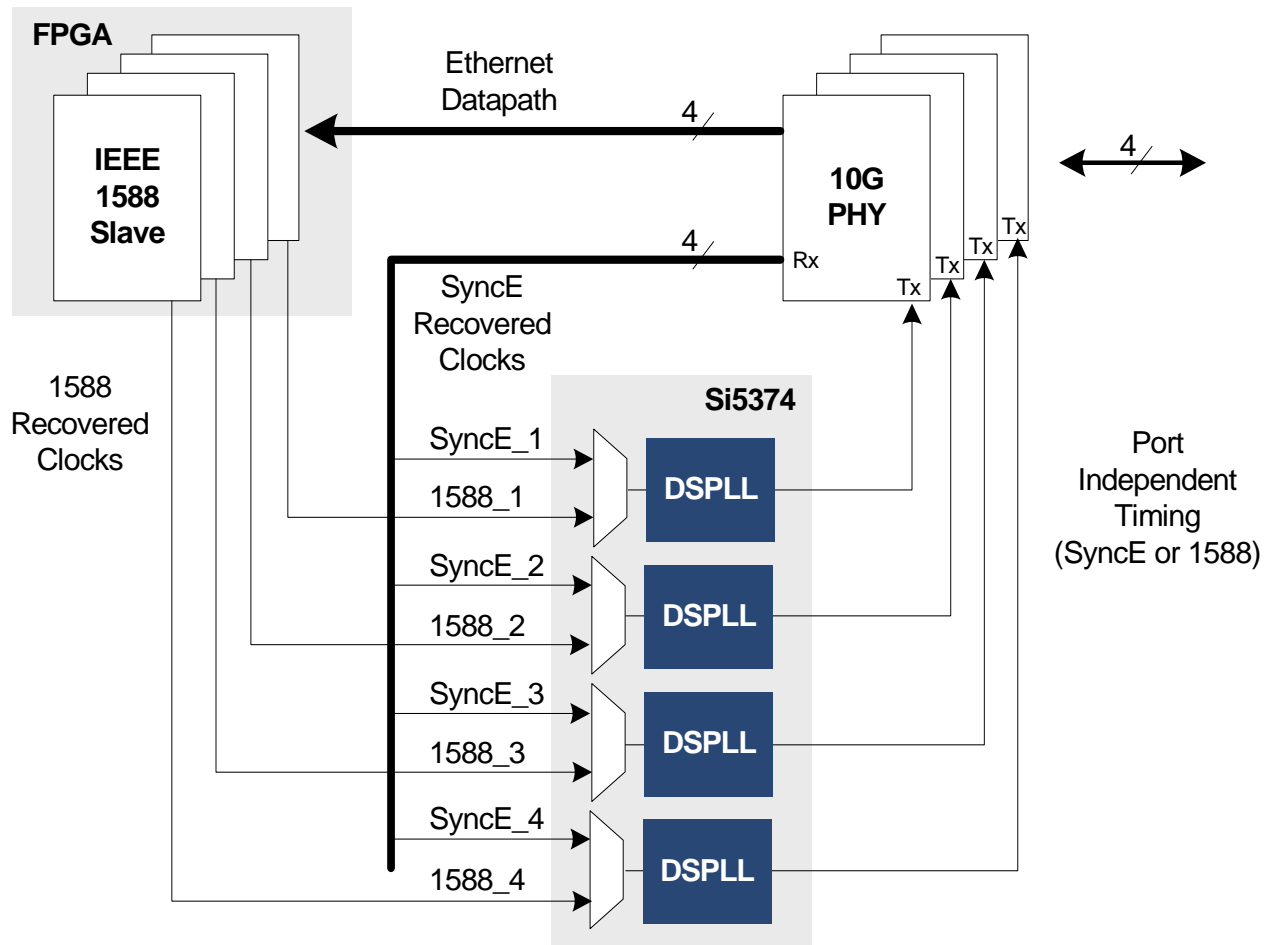 FPGA
IEEE
1588
Slave
Ethernet
Datapath
4
10G
PHY
4
4
Rx
Tx
Tx
Tx
Tx
SyncE
Recovered
Clocks
1588
Recovered
Clocks
Si5374
SyncE_1
1588_1
DSPLL
SyncE_2
1588_2
DSPLL
SyncE_3
1588_3
DSPLL
SyncE_4
1588_4
DSPLL
Port
Independent
Timing
(SyncE or 1588)